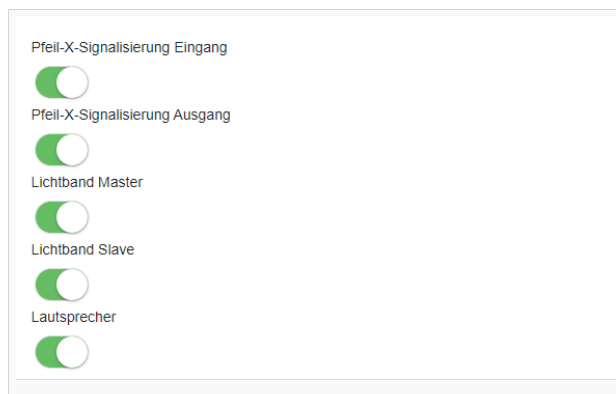 Pfeil-X-Signalisierung Eingang
Pfeil-X-Signalisierung Ausgang
Lichtband Master
Lichtband Slave
Lautsprecher